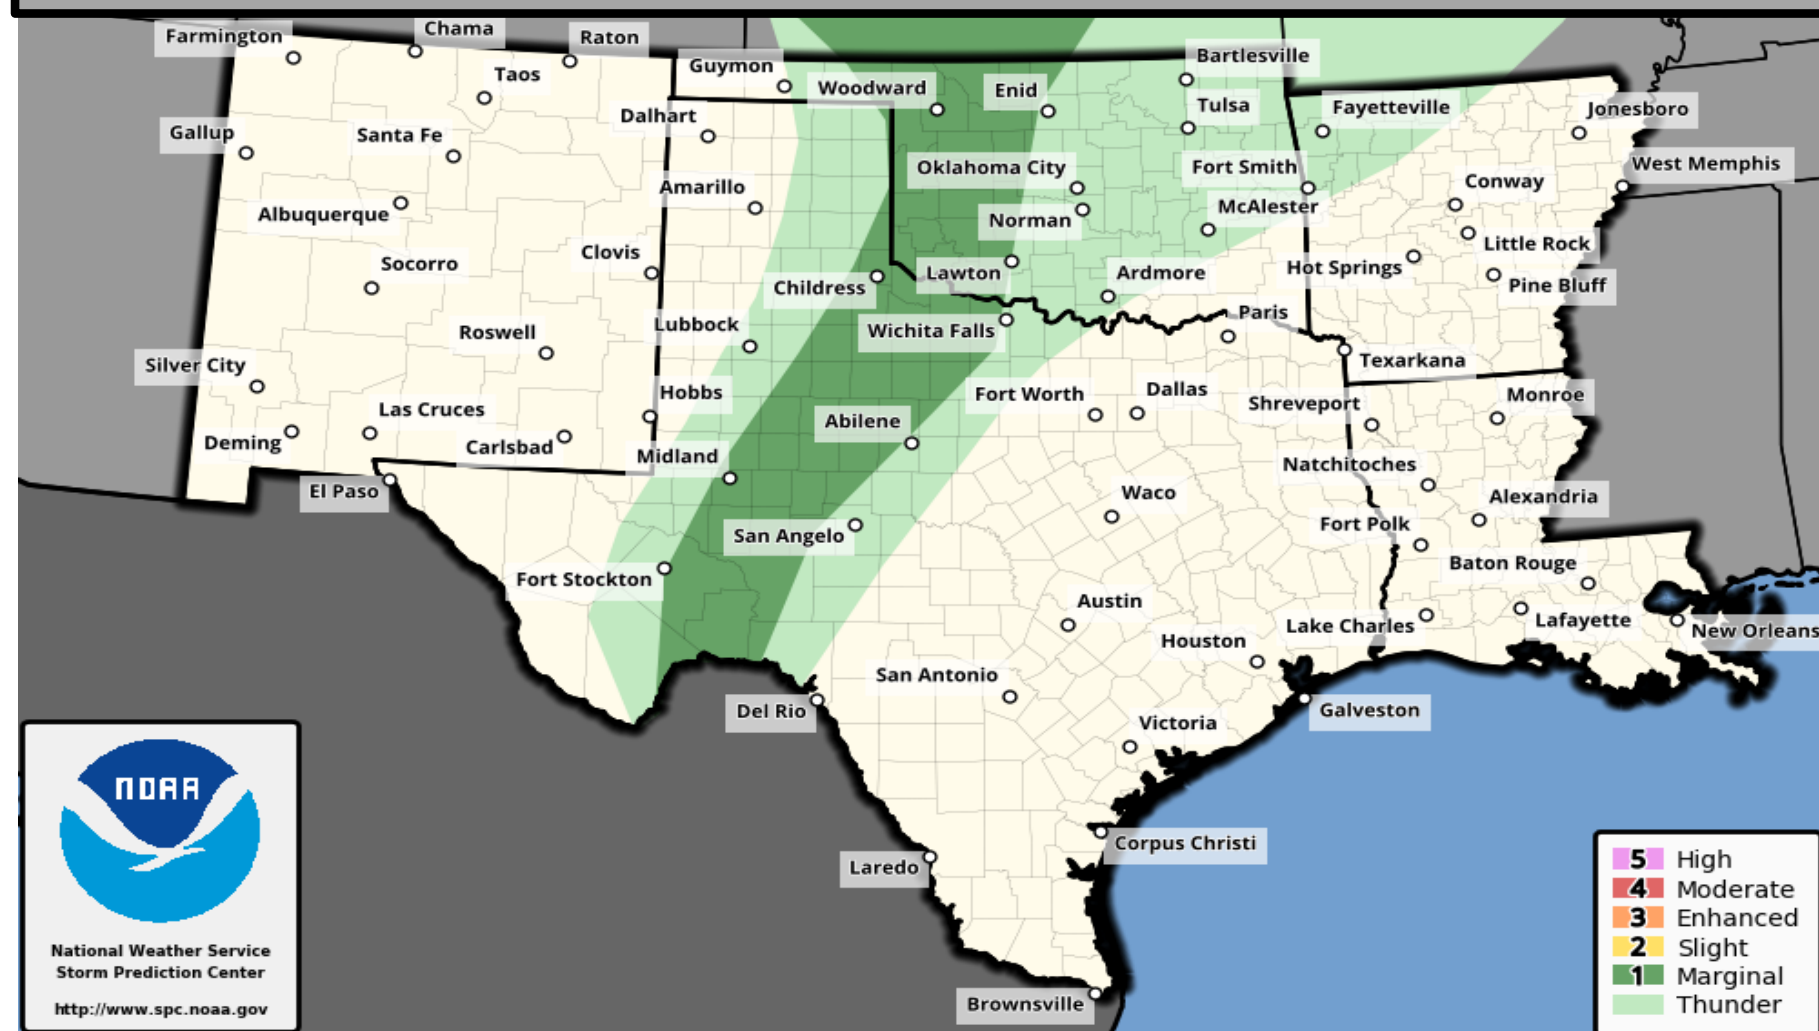 Farmington
Chama
Raton
Taos
Guymon
Woodward
Enid
Bartlesville
Tulsa
Fayetteville
Jonesboro
Gallup
Santa Fe
Dalhart
Oklahoma City
Fort Smith
Conway
West Memphis
Albuquerque
Amarillo
Norman
McAlester
Little Rock
Socorro
Clovis
Childress
Lawton
Ardmore
Hot Springs
Pine Bluff
Roswell
Lubbock
Wichita Falls
Paris
Texarkana
Silver City
Las Cruces
Hobbs
Abilene
Fort Worth
Dallas
Shreveport
Monroe
Deming
Carlsbad
Midland
Natchitoches
El Paso
San Angelo
Waco
Fort Polk
Alexandria
Fort Stockton
Austin
Baton Rouge
Houston
Lake Charles
Lafayette
New Orleans
Del Rio
San Antonio
Victoria
Galveston
Laredo
Corpus Christi
Brownsville
NOAA
National Weather Service
Storm Prediction Center
http://www.spc.noaa.gov
5 High
4 Moderate
3 Enhanced
2 Slight
1 Marginal
Thunder